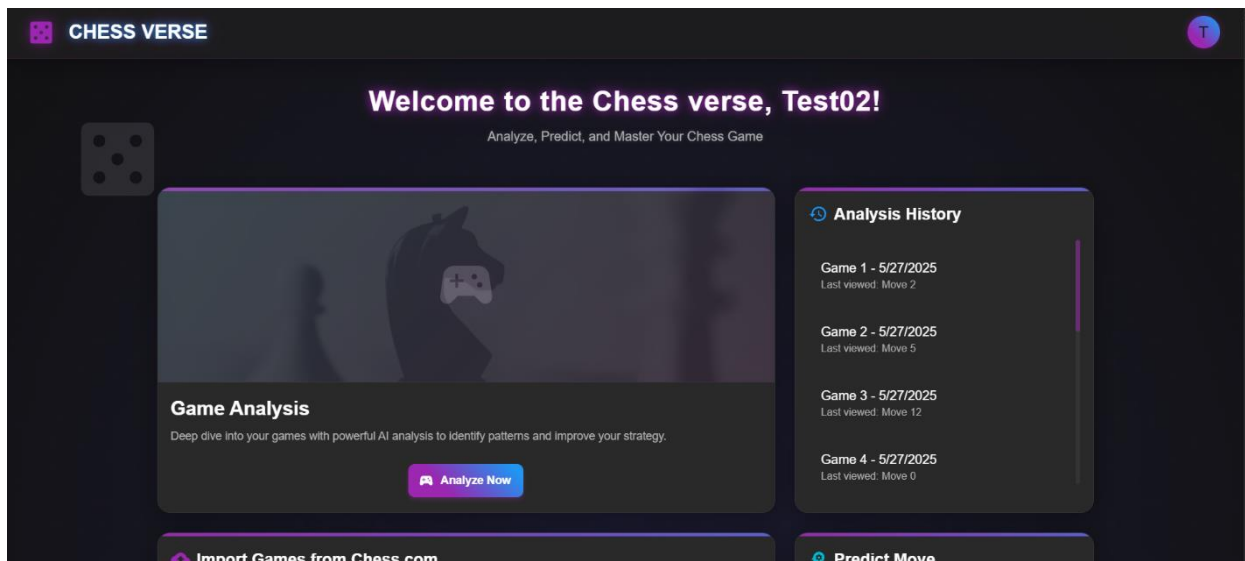 CHESS VERSE
T
Welcome to the Chess verse, Test02!
Analyze, Predict, and Master Your Chess Game
Game Analysis
Deep dive into your games with powerful AI analysis to identify patterns and improve your strategy.
Analyze Now
Analysis History
Game 1 - 5/27/2025
Last viewed: Move 2
Game 2 - 5/27/2025
Last viewed: Move 5
Game 3 - 5/27/2025
Last viewed: Move 12
Game 4 - 5/27/2025
Last viewed: Move 0
Import Games from Chess.com
Predict Move